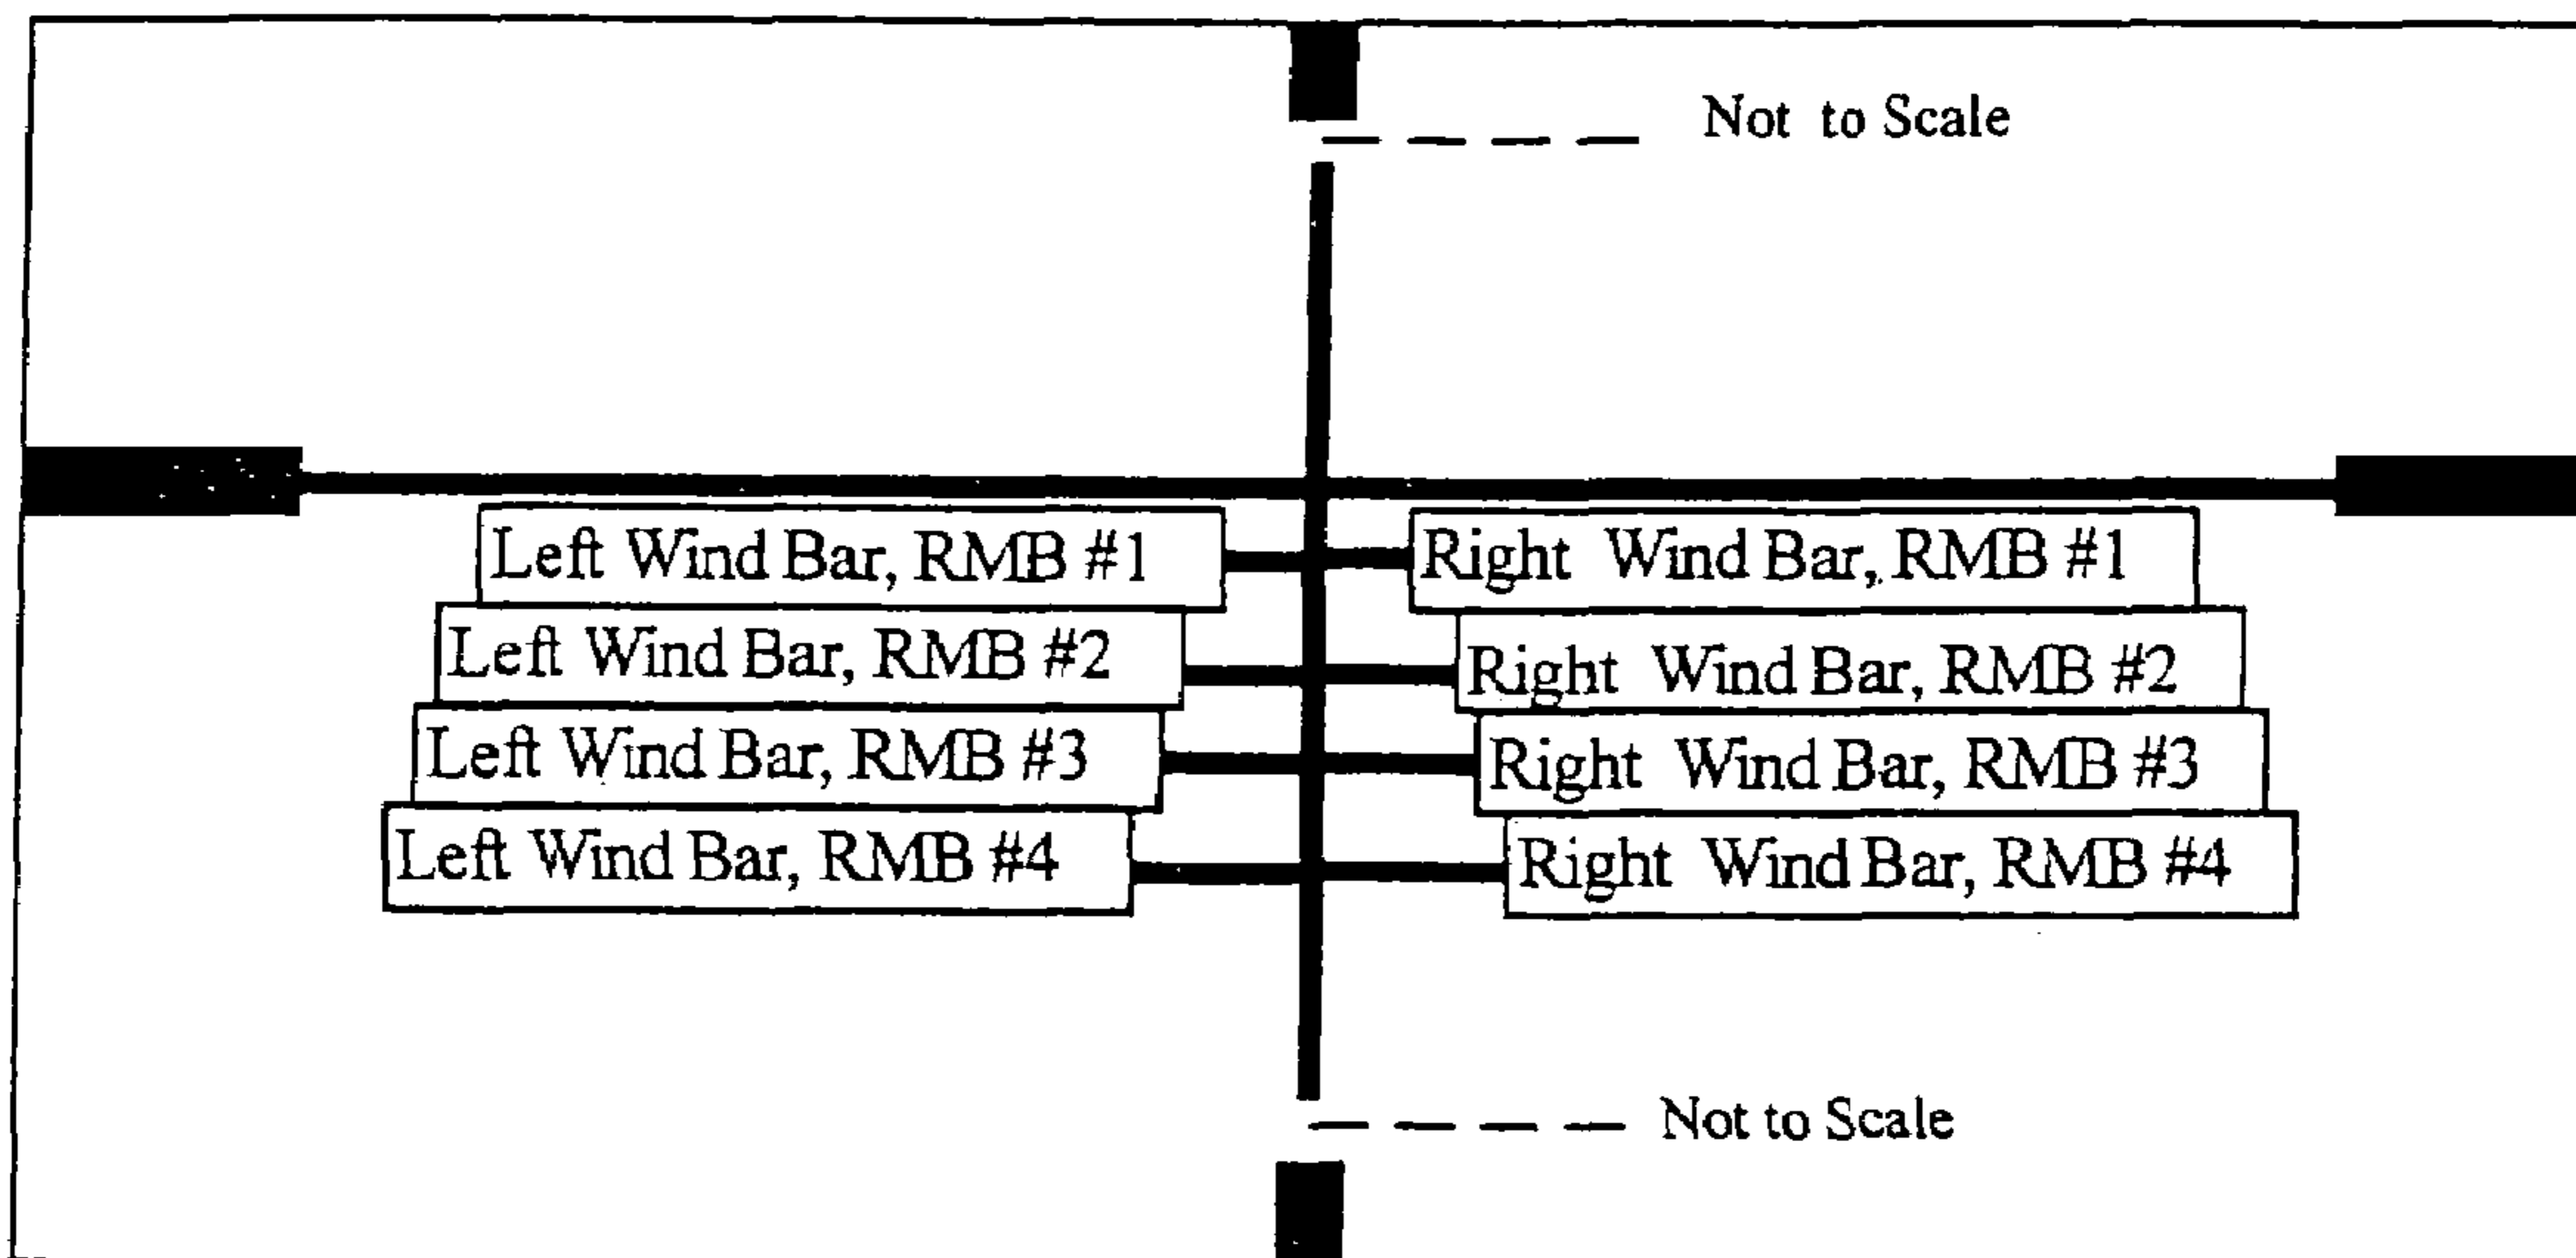 Not to Scale
Left Wind Bar, RMB #1
Right Wind Bar, RMB #1
Left Wind Bar, RMB #2
Right Wind Bar, RMB #2
Left Wind Bar, RMB #3
Right Wind Bar, RMB #3
Left Wind Bar, RMB #4
Right Wind Bar, RMB #4
Not to Scale